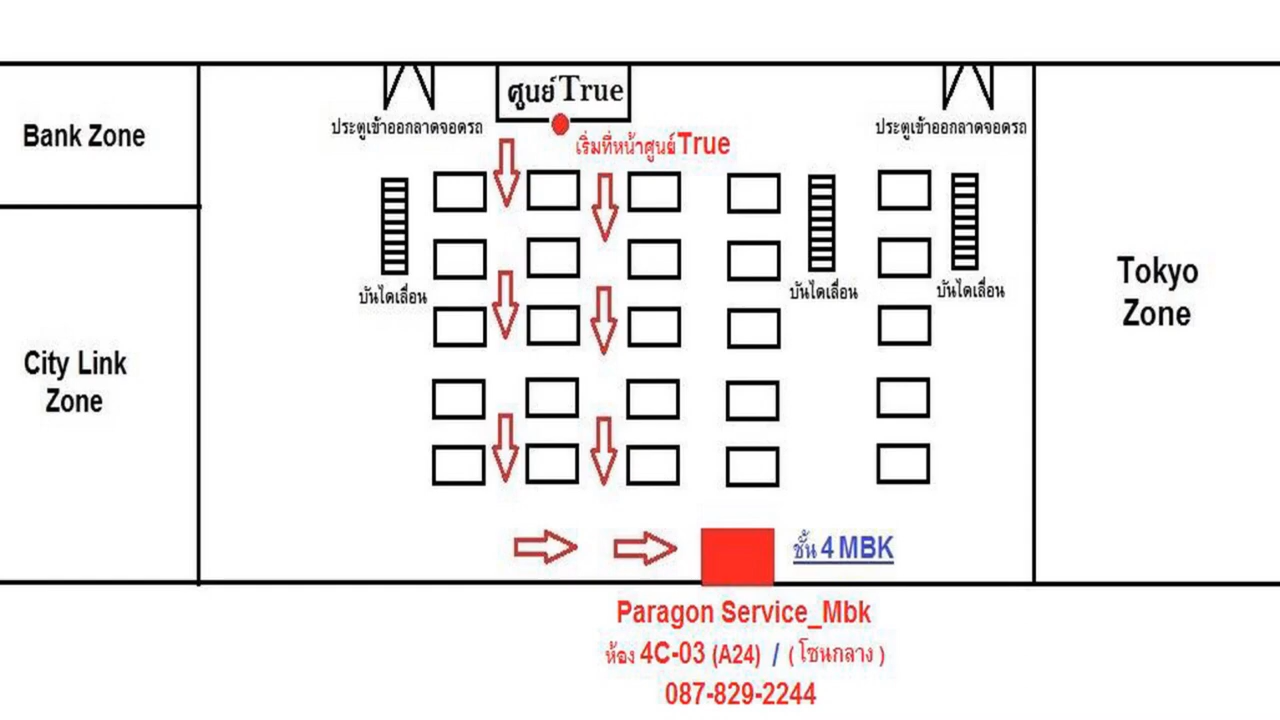 ศูนย์True
ประตูเข้าออกลาดจอดรถ
ประตูเข้าออกลาดจอดรถ
Bank Zone
เริ่มที่หน้าศูนย์True
บันไดเลื่อน
บันไดเลื่อน
บันไดเลื่อน
Tokyo
Zone
City Link
Zone
ชั้น 4 MBK
Paragon Service_Mbk
ห้อง 4C-03 (A24) / (โซนกลาง)
087-829-2244